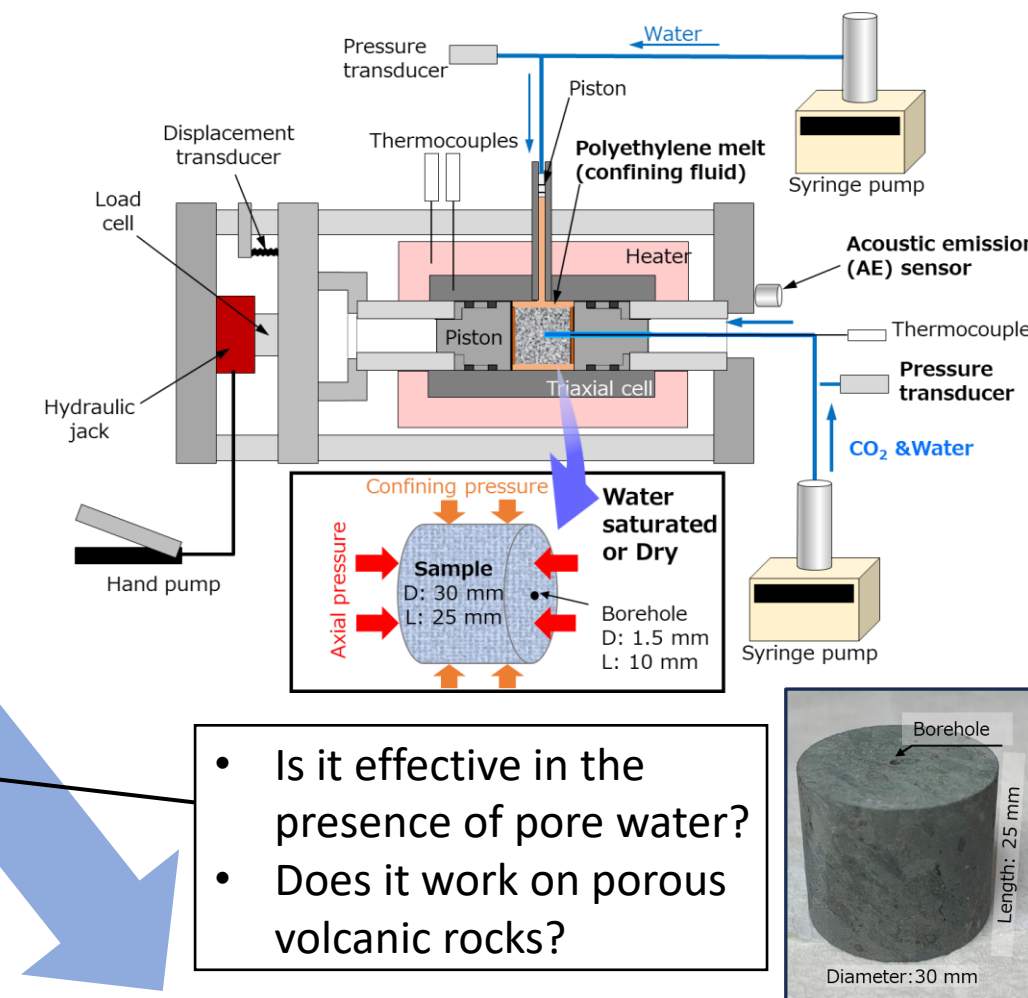 Water
Pressure
transducer
Piston
Displacement
transducer
Thermocouples
Polyethylene melt
(confining fluid)
Syringe pump
Load
cell
Heater
Acoustic emission
(AE) sensor
Piston
Thermocouple
Triaxial cell
Pressure
transducer
Hydraulic
jack
CO₂ &Water
Confining pressure
Water
saturated
or Dry
Axial pressure
Sample
D: 30 mm
L: 25 mm
Borehole
D: 1.5 mm
L: 10 mm
Hand pump
Syringe pump
• Is it effective in the
presence of pore water?
• Does it work on porous
volcanic rocks?
Borehole
Length: 25 mm
Diameter:30 mm